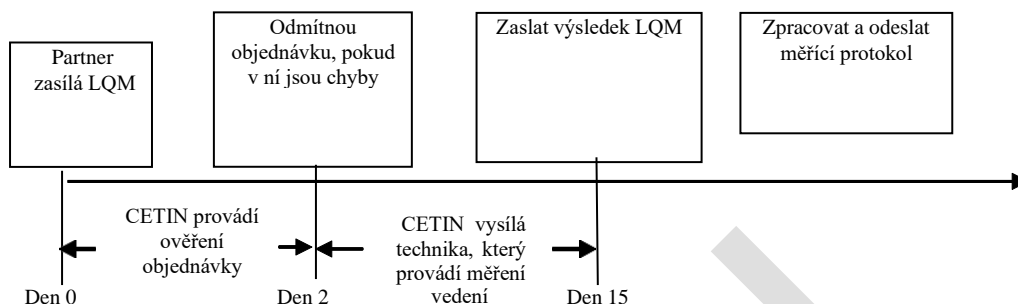 Partner
zasílá LQM
Odmítnou
objednávku, pokud
v ní jsou chyby
Zaslat výsledek LQM
Zpracovat a odeslat
měřící protokol
CETIN provádí
ověření
objednávky
CETIN vysílá
technika, který
provádí měření
vedení
Den 0
Den 2
Den 15